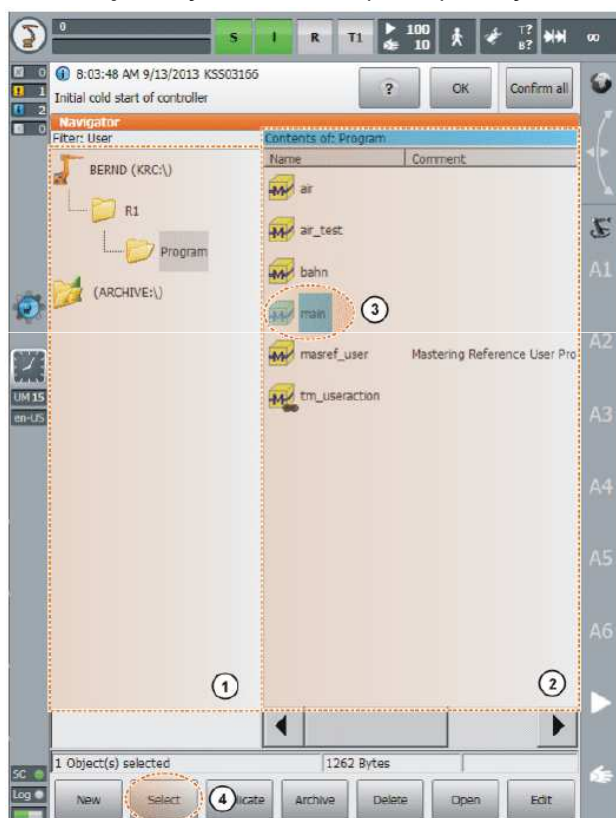 0
S I R T1 100 10 T? B? ∞
0
1
2
0
8:03:48 AM 9/13/2013 KSS03166
Initial cold start of controller
? OK Confirm all
Navigator
Filter: User
Contents of: Program
Name Comment
BERND (KRC:\)
R1
Program
(ARCHIVE:\)
air
air_test
bahn
main 3
masref_user Mastering Reference User Pro
tm_useraction
1
2
A1
A2
A3
A4
A5
A6
UM 15
en-US
1 Object(s) selected 1262 Bytes
SC
Log
New Select 4 licate Archive Delete Open Edit